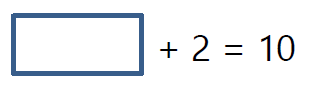 + 2 = 10